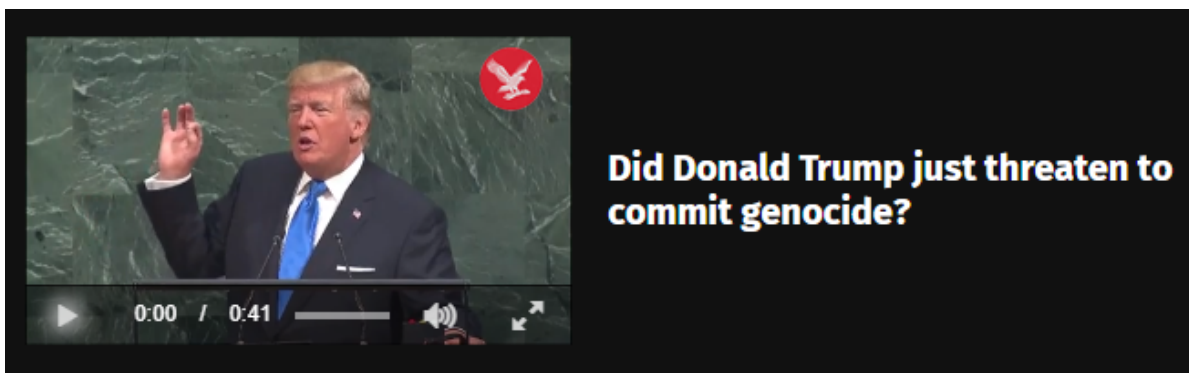 Did Donald Trump just threaten to
commit genocide?
0:00 / 0:41